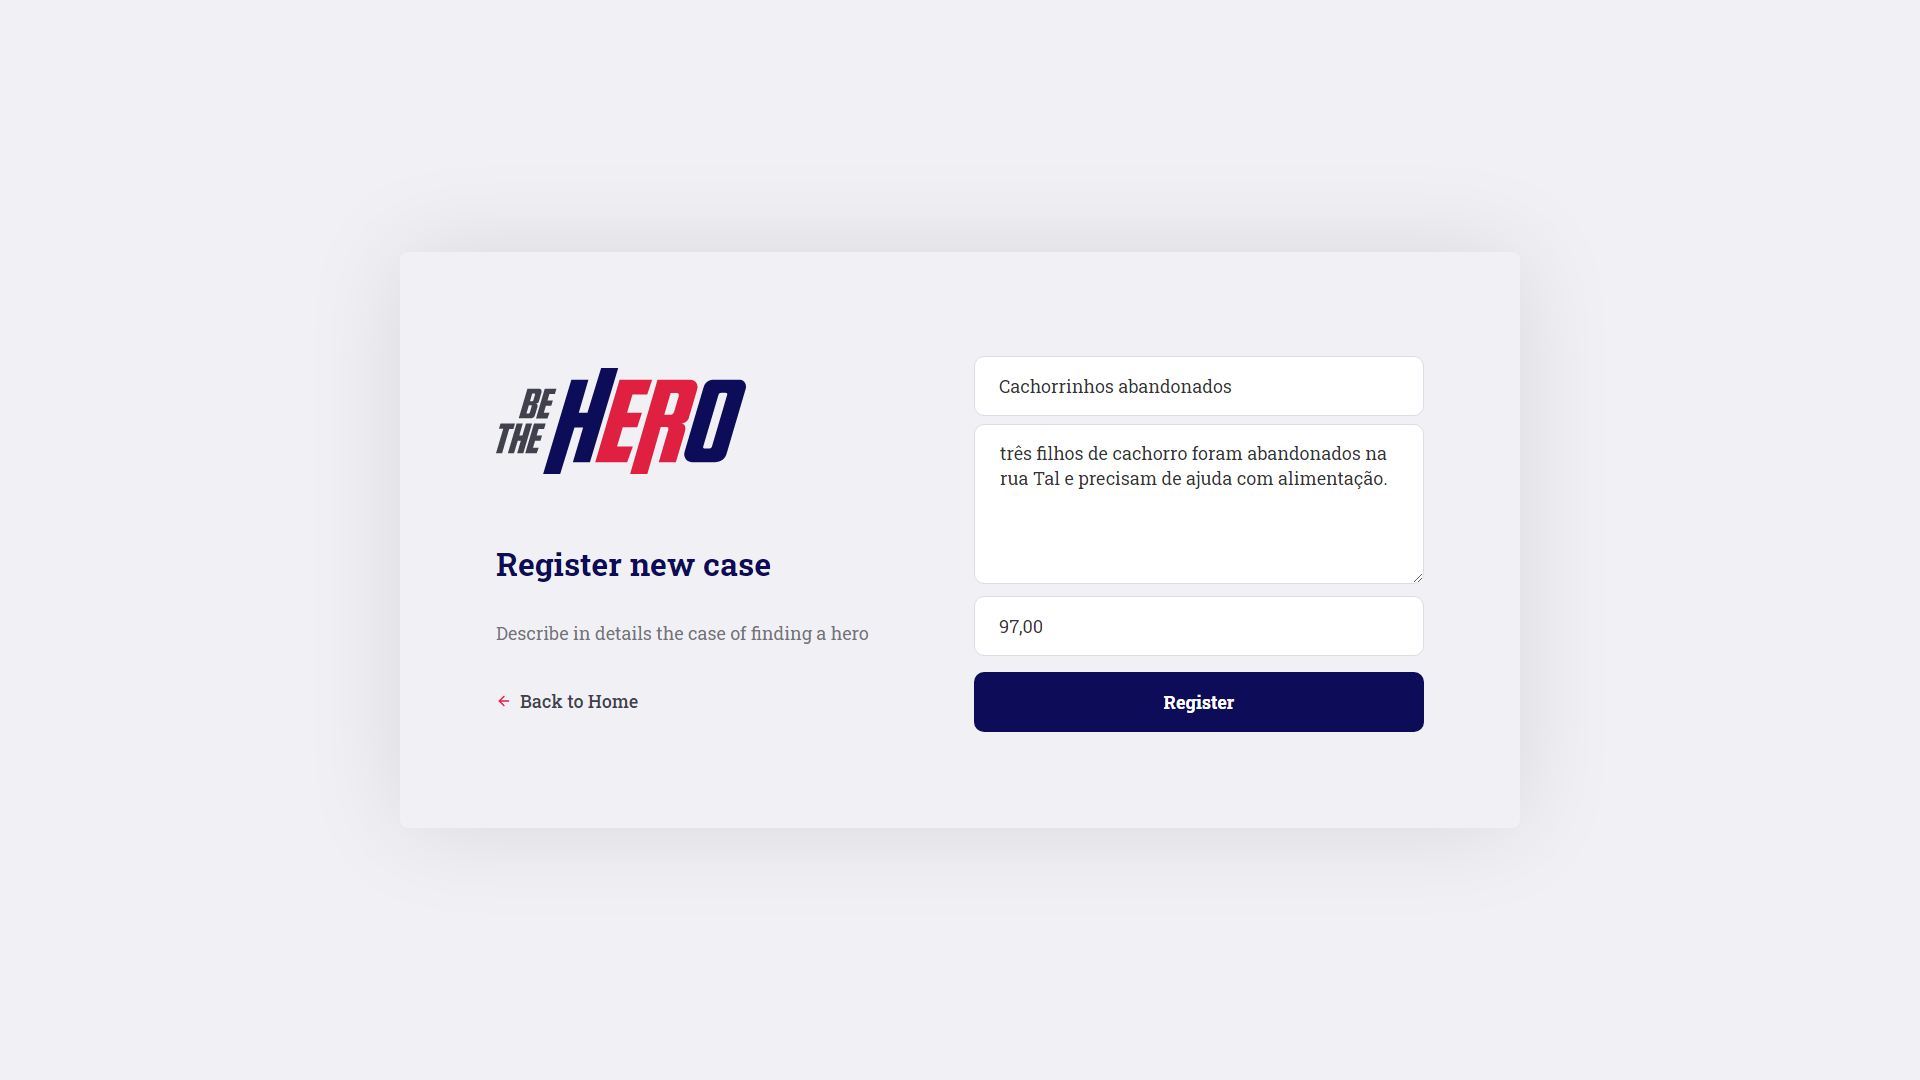 BE
THE
HERO
Register new case
Describe in details the case of finding a hero
Back to Home
Cachorrinhos abandonados
três filhos de cachorro foram abandonados na
rua Tal e precisam de ajuda com alimentação.
97,00
Register